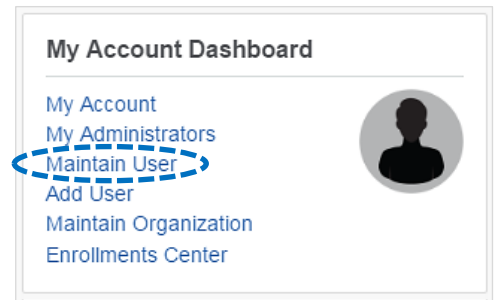 My Account Dashboard
My Account
My Administrators
Maintain User
Add User
Maintain Organization
Enrollments Center